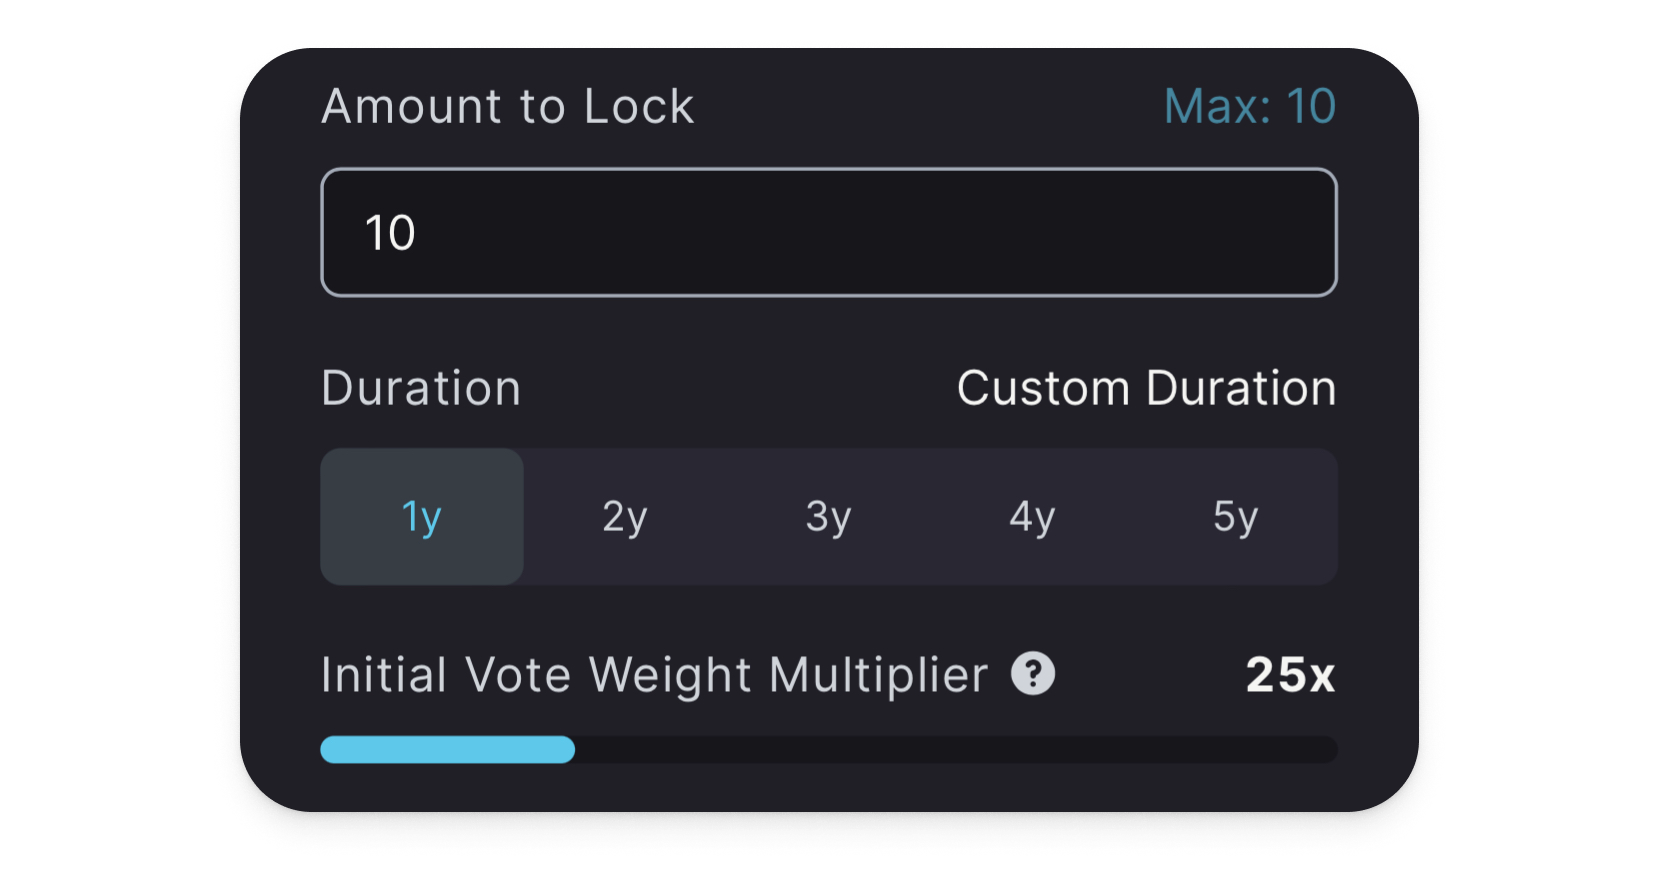 Amount to Lock Max: 10
10
Duration Custom Duration
1y 2y 3y 4y 5y
Initial Vote Weight Multiplier ? 25x